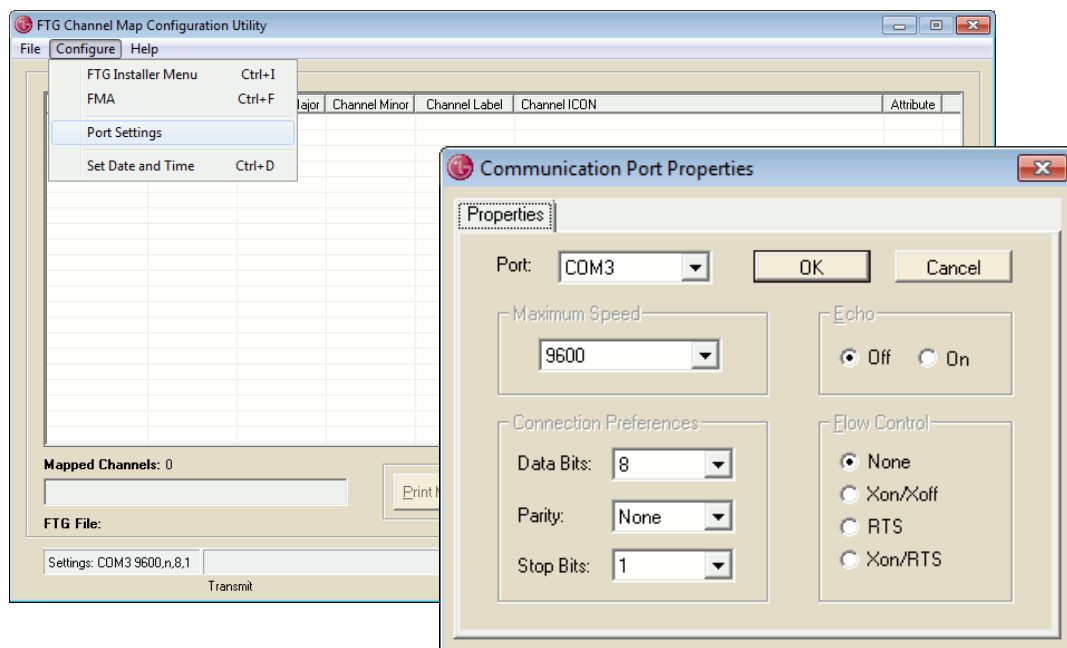 FTG Channel Map Configuration Utility
File Configure Help
FTG Installer Menu Ctrl+I
FMA Ctrl+F
Port Settings
Set Date and Time Ctrl+D
Channel Minor Channel Label Channel ICON Attribute
Mapped Channels: 0
Print
FTG File:
Settings: COM3 9600,n,8,1
Transmit
Communication Port Properties
Properties
Port: COM3 OK Cancel
Maximum Speed
9600
Echo
Off On
Connection Preferences
Data Bits: 8
Parity: None
Stop Bits: 1
Flow Control
None
Xon/Xoff
RTS
Xon/RTS